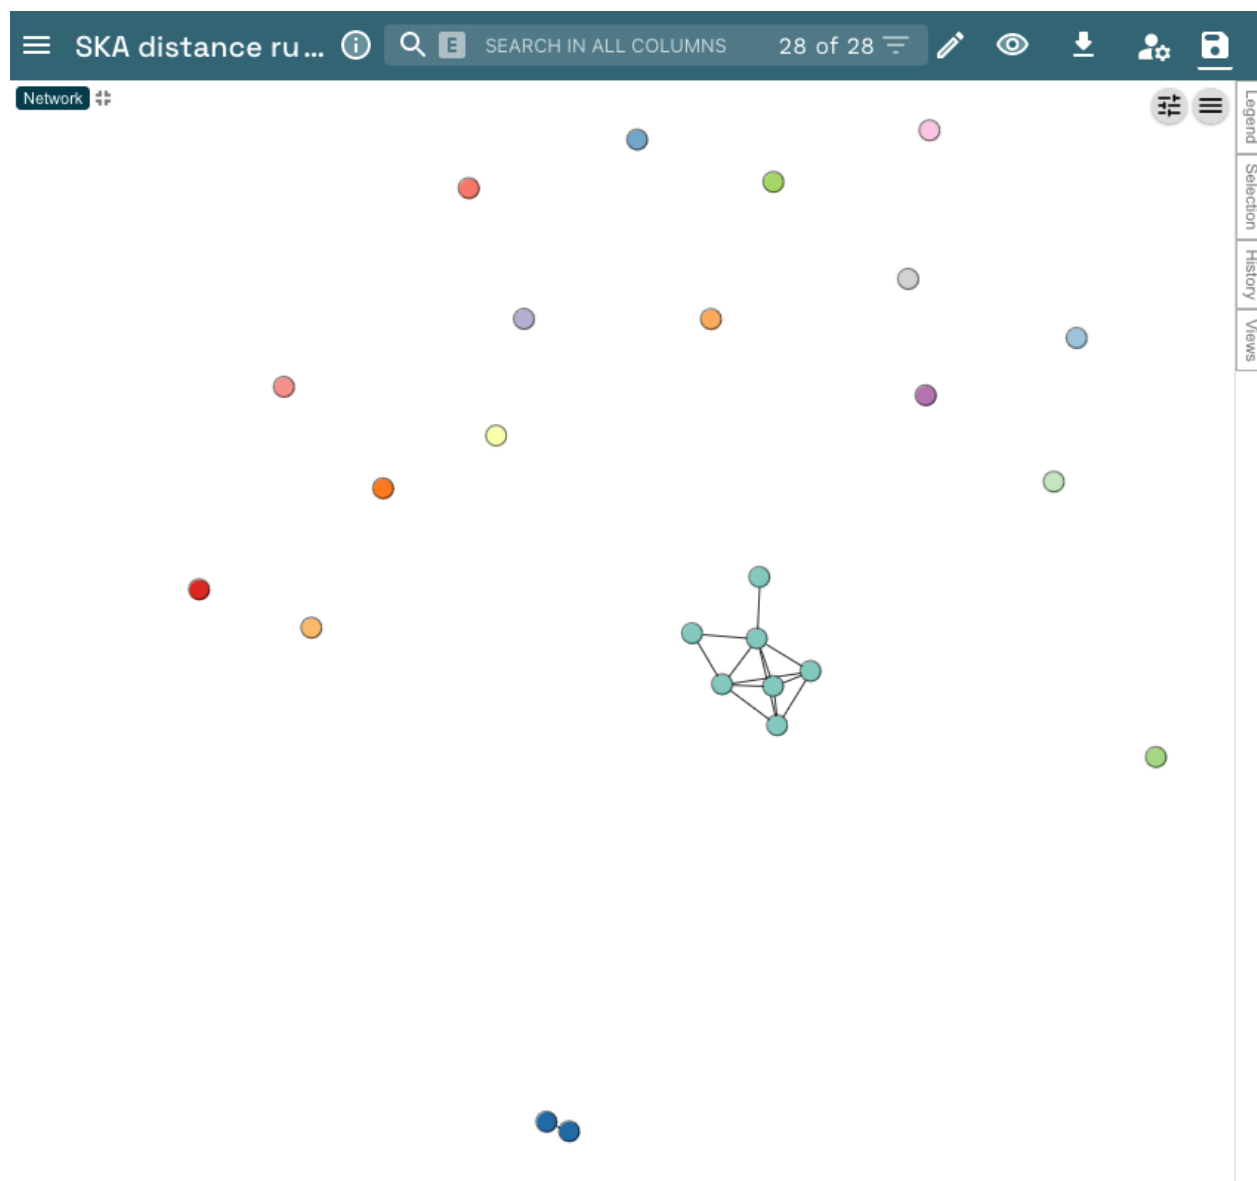 SKA distance ru...
E SEARCH IN ALL COLUMNS 28 of 28
Network
Legend
Selection
History
Views